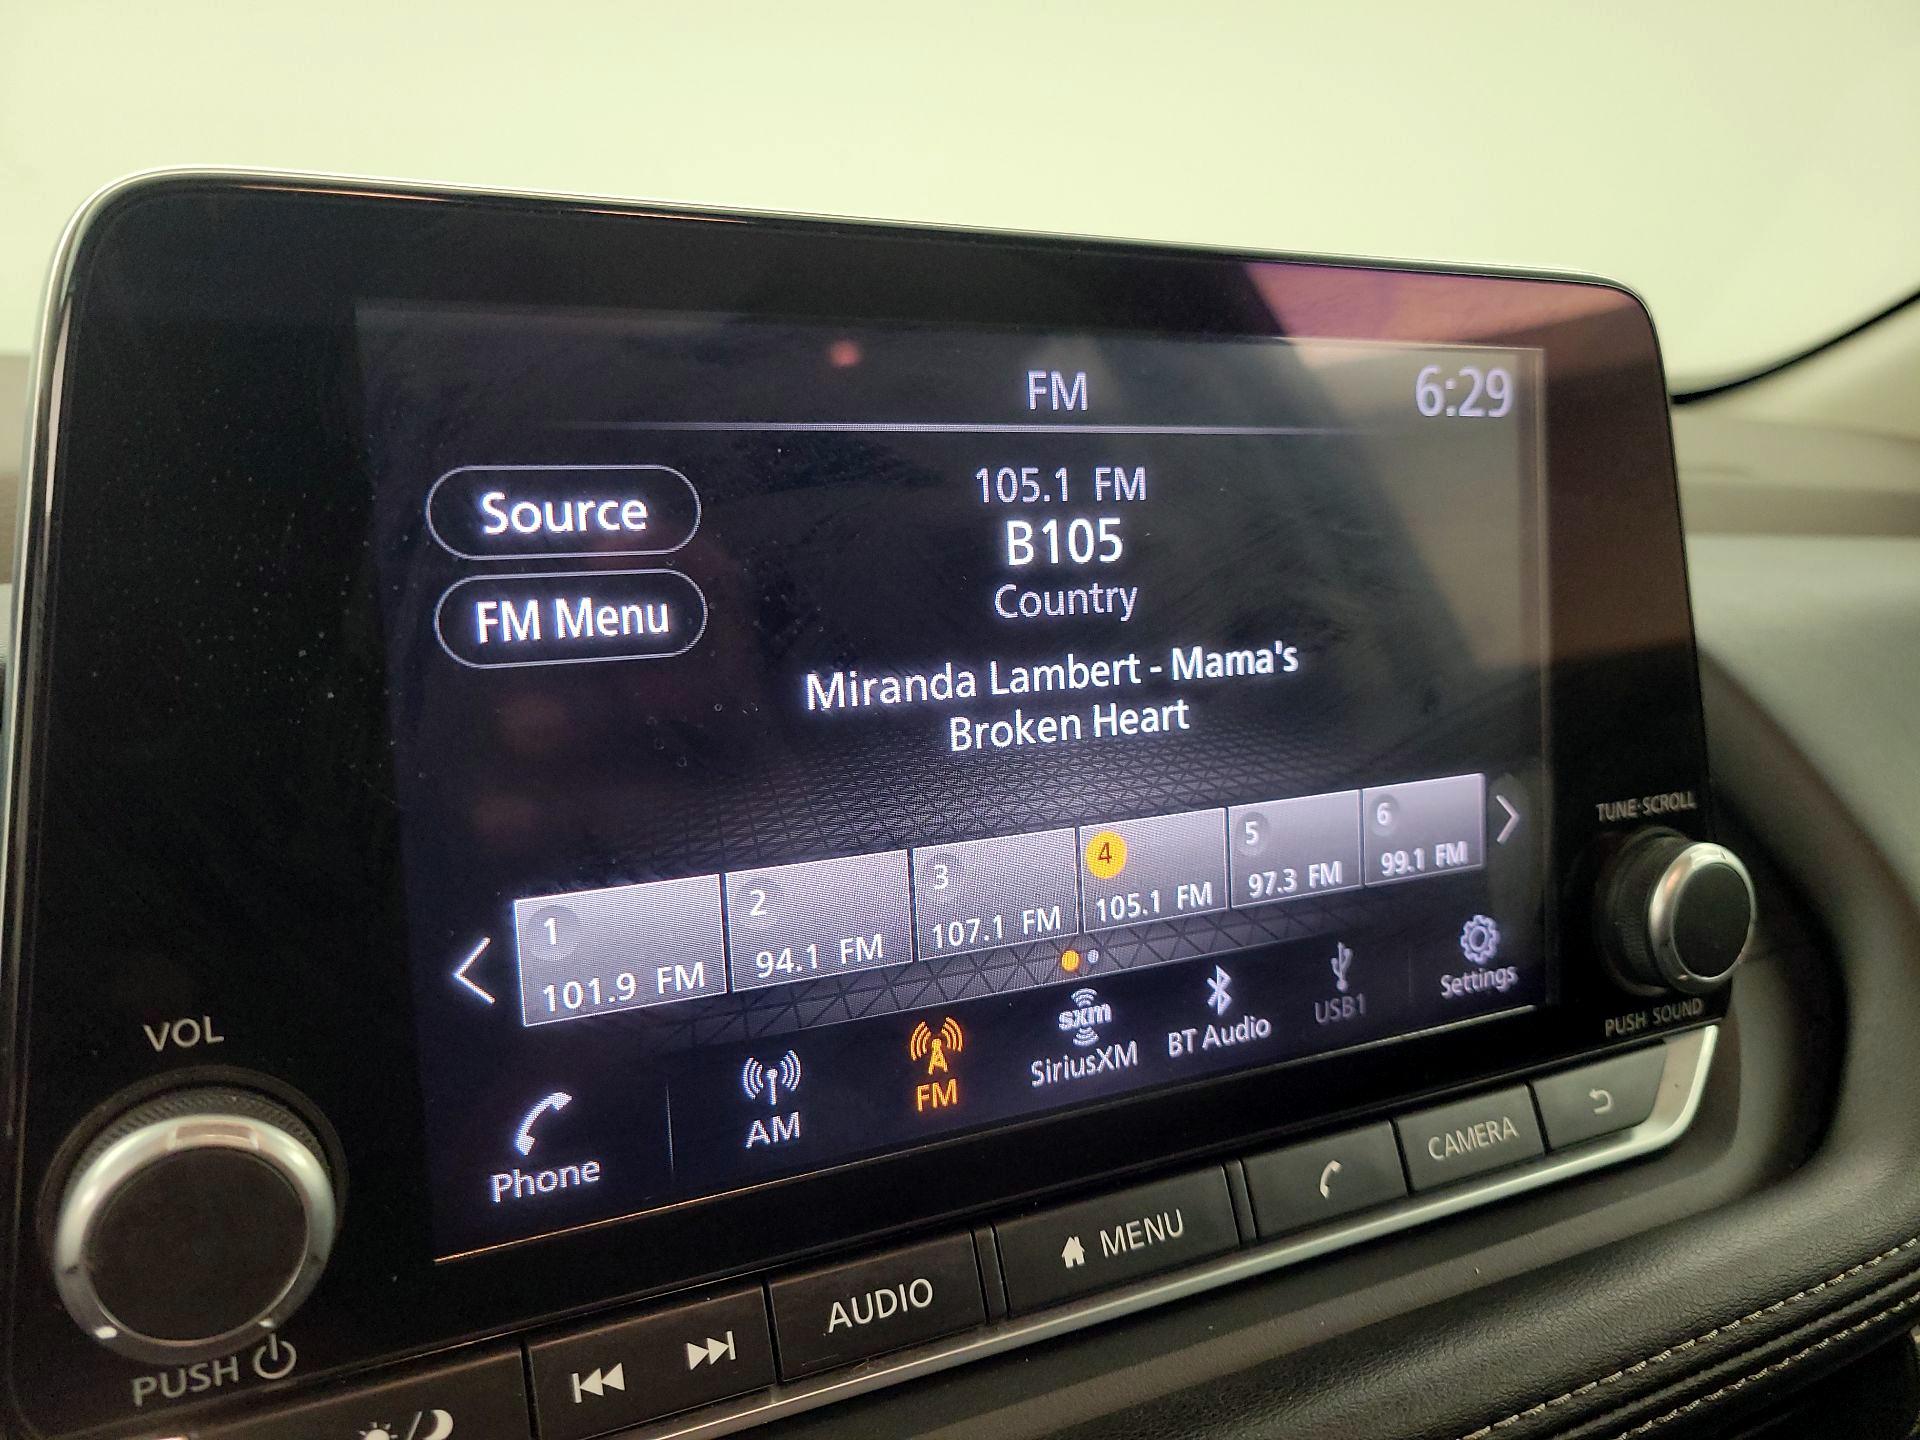 FM
6:29
Source
105.1 FM
B105
FM Menu
Country
Miranda Lambert - Mama's
Broken Heart
1
101.9 FM
2
94.1 FM
3
107.1 FM
4
105.1 FM
5
97.3 FM
6
99.1 FM
Phone
AM
FM
sxm
SiriusXM
BT Audio
USB1
Settings
TUNE·SCROLL
PUSH SOUND
VOL
PUSH
AUDIO
MENU
CAMERA